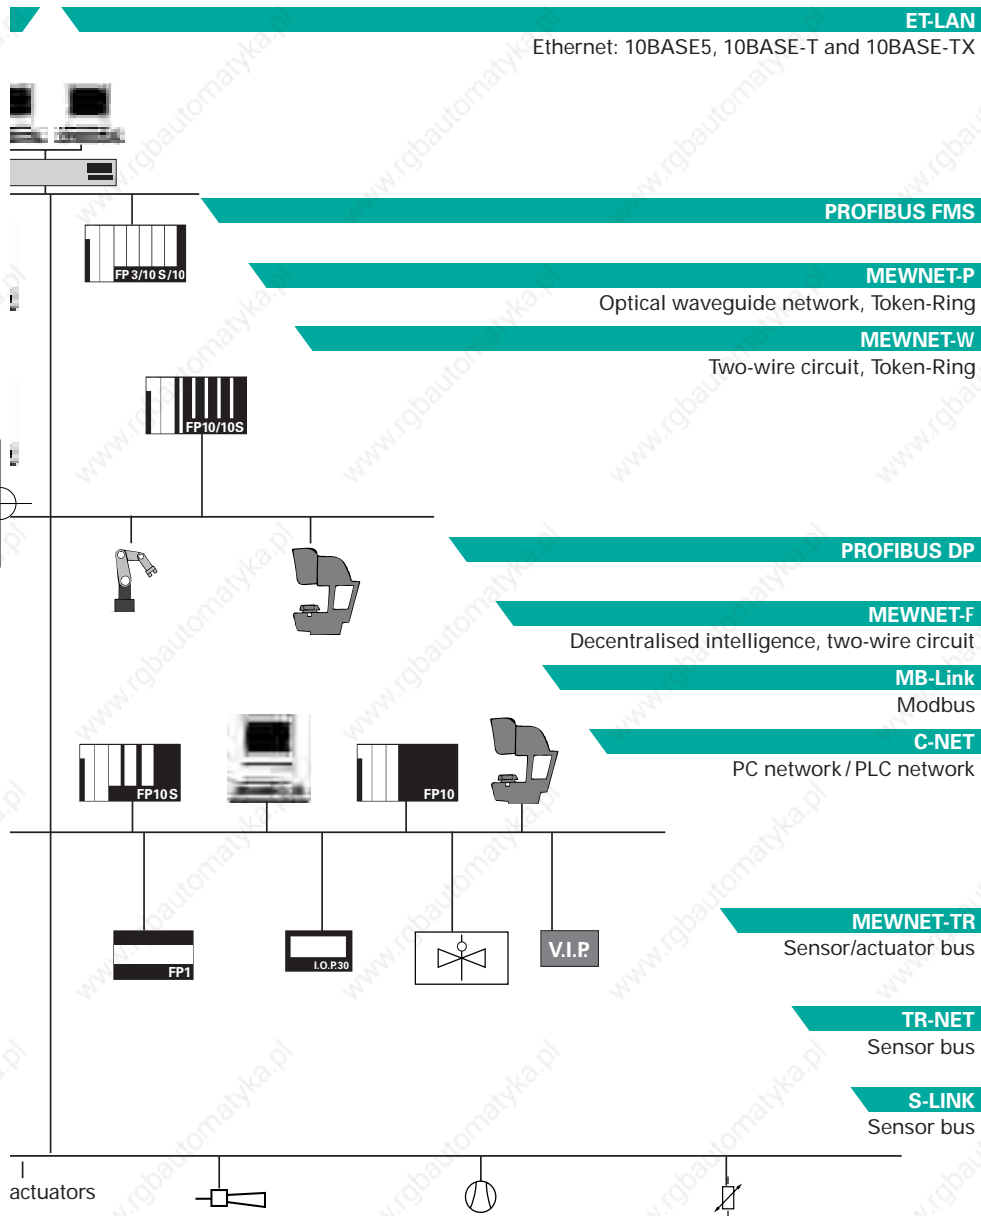 ET-LAN
Ethernet: 10BASE5, 10BASE-T and 10BASE-TX
PROFIBUS FMS
FP 3/10 S /10
MEWNET-P
Optical waveguide network, Token-Ring
MEWNET-W
Two-wire circuit, Token-Ring
FP10/10S
PROFIBUS DP
MEWNET-F
Decentralised intelligence, two-wire circuit
MB-Link
Modbus
C-NET
PC network / PLC network
FP10 S
FP10
MEWNET-TR
Sensor/actuator bus
FP1
I.O.P.30
V.I.P.
TR-NET
Sensor bus
S-LINK
Sensor bus
actuators
www.rgbautomatyka.pl